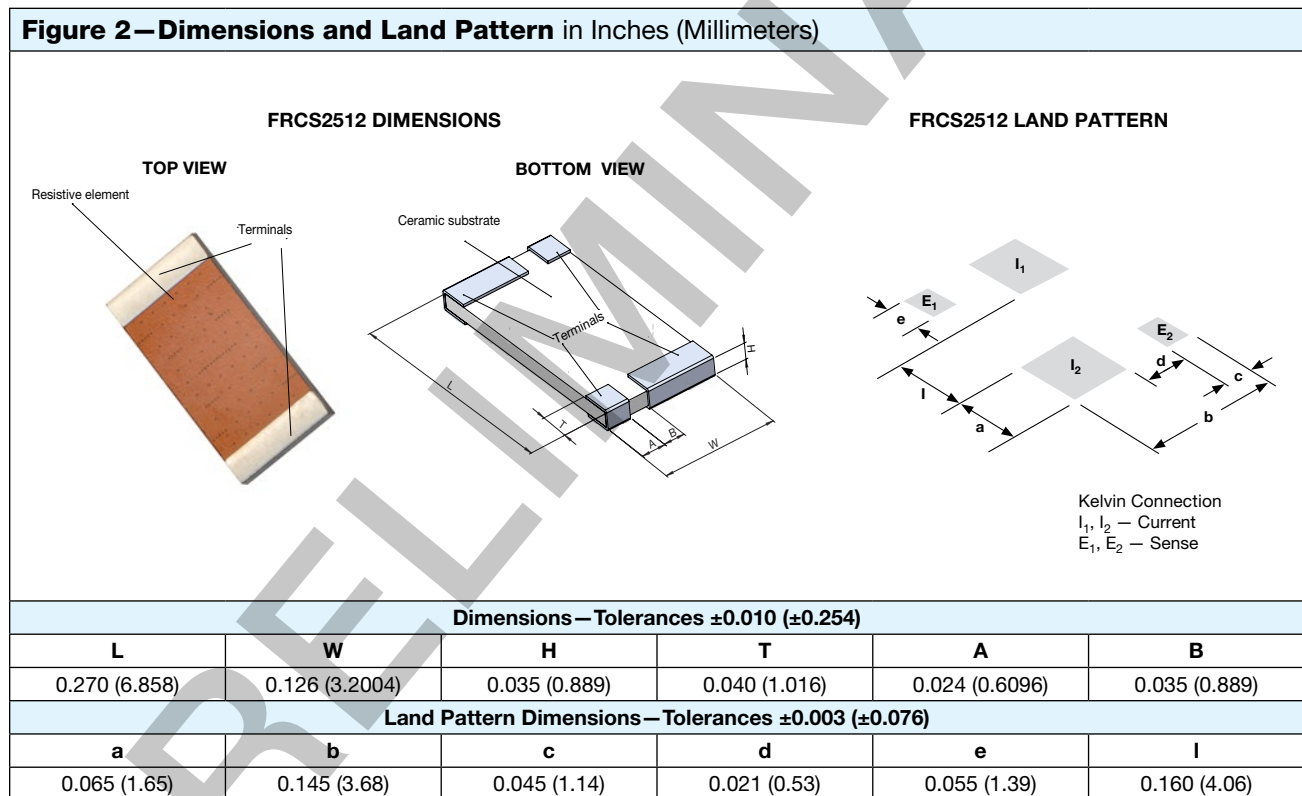 Figure 2—Dimensions and Land Pattern in Inches (Millimeters)
FRCS2512 DIMENSIONS
FRCS2512 LAND PATTERN
TOP VIEW
BOTTOM VIEW
Resistive element
Terminals
Ceramic substrate
Terminals
L
T
A
B
W
H
I1
E1
e
E2
I2
d
c
l
a
b
Kelvin Connection
I1, I2 — Current
E1, E2 — Sense
Dimensions—Tolerances ±0.010 (±0.254)
L W H T A B
0.270 (6.858) 0.126 (3.2004) 0.035 (0.889) 0.040 (1.016) 0.024 (0.6096) 0.035 (0.889)
Land Pattern Dimensions—Tolerances ±0.003 (±0.076)
a b c d e l
0.065 (1.65) 0.145 (3.68) 0.045 (1.14) 0.021 (0.53) 0.055 (1.39) 0.160 (4.06)
RELIMINA